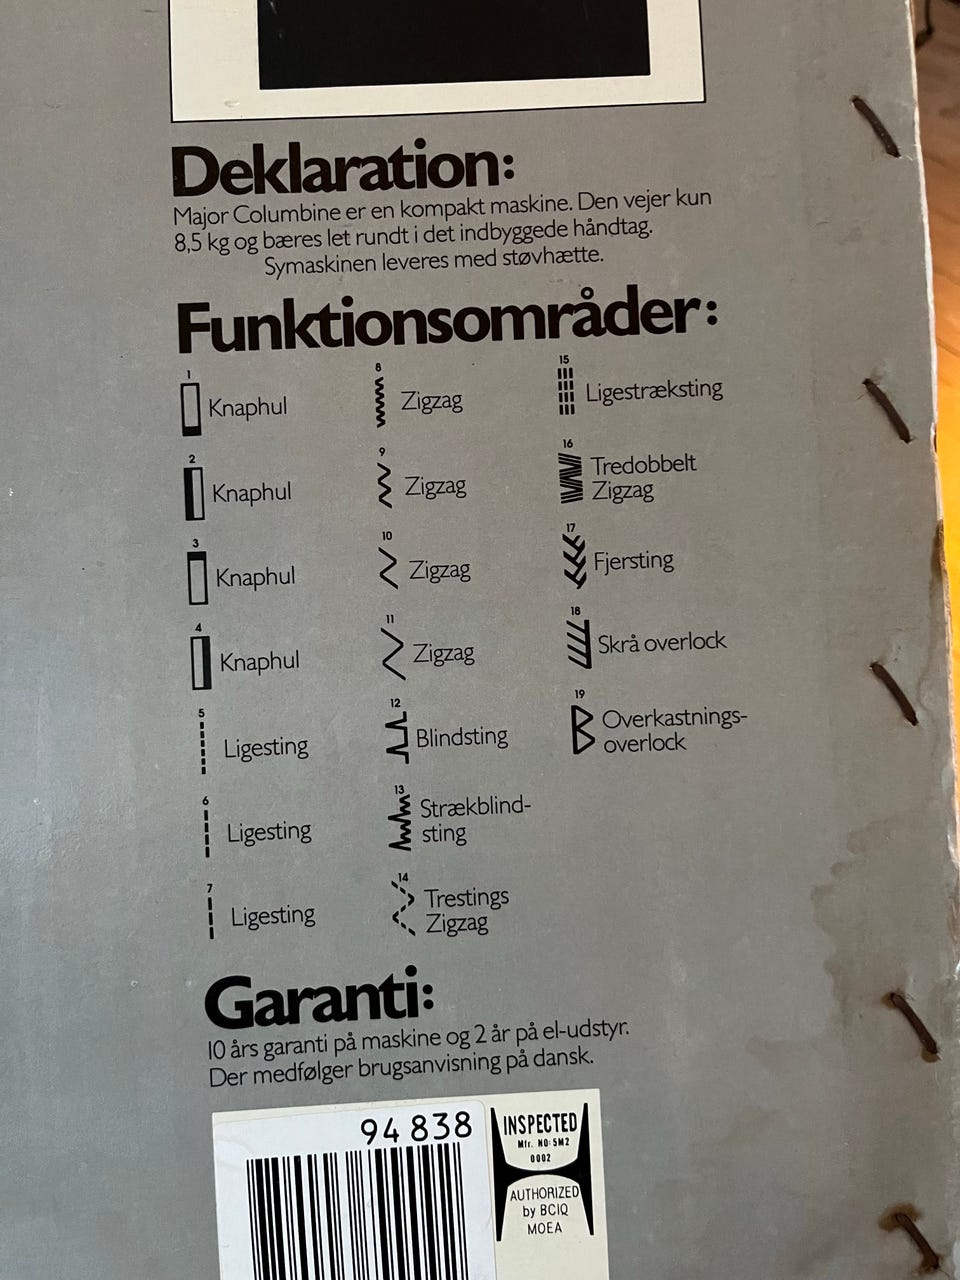 Deklaration:
Major Columbine er en kompakt maskine. Den vejer kun
8,5 kg og bæres let rundt i det indbyggede håndtag.
Symaskinen leveres med støvhætte.
Funktionsområder:
1
Knaphul
2
Knaphul
3
Knaphul
4
Knaphul
5
Ligesting
6
Ligesting
7
Ligesting
8
Zigzag
9
Zigzag
10
Zigzag
11
Zigzag
12
Blindsting
13
Strækblind-
sting
14
Trestings
Zigzag
15
Ligestræksting
16
Tredobbelt
Zigzag
17
Fjersting
18
Skrå overlock
19
Overkastnings-
overlock
Garanti:
10 års garanti på maskine og 2 år på el-udstyr.
Der medfølger brugsanvisning på dansk.
94 838
INSPECTED
Mfr. NO: 5M2
0002
AUTHORIZED
by BCIQ
MOEA